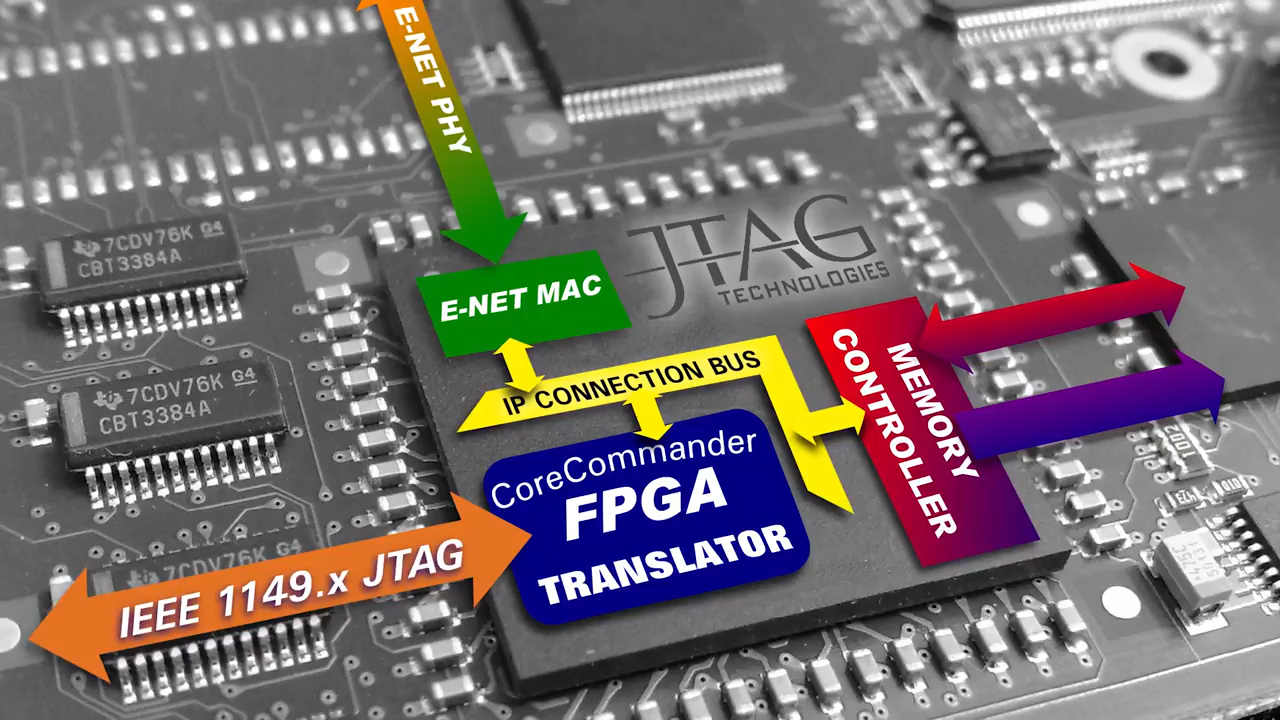 E-NET PHY
7CDV76K G4
CBT3384A
JTAG
TECHNOLOGIES
E-NET MAC
IP CONNECTION BUS
MEMORY
CONTROLLER
7CDV76K G4
CBT3384A
CoreCommander
FPGA
TRANSLATOR
7CDV76K G4
IEEE 1149.x JTAG
1002